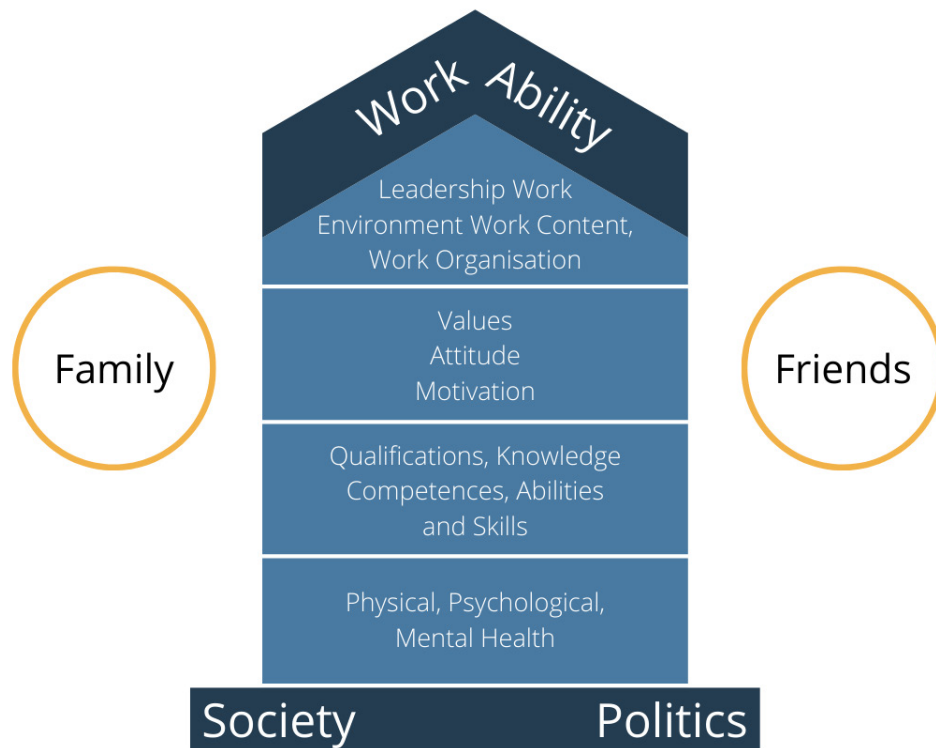 Work Ability
Leadership Work
Environment Work Content,
Work Organisation
Values
Attitude
Motivation
Family
Friends
Qualifications, Knowledge
Competences, Abilities
and Skills
Physical, Psychological,
Mental Health
Society
Politics